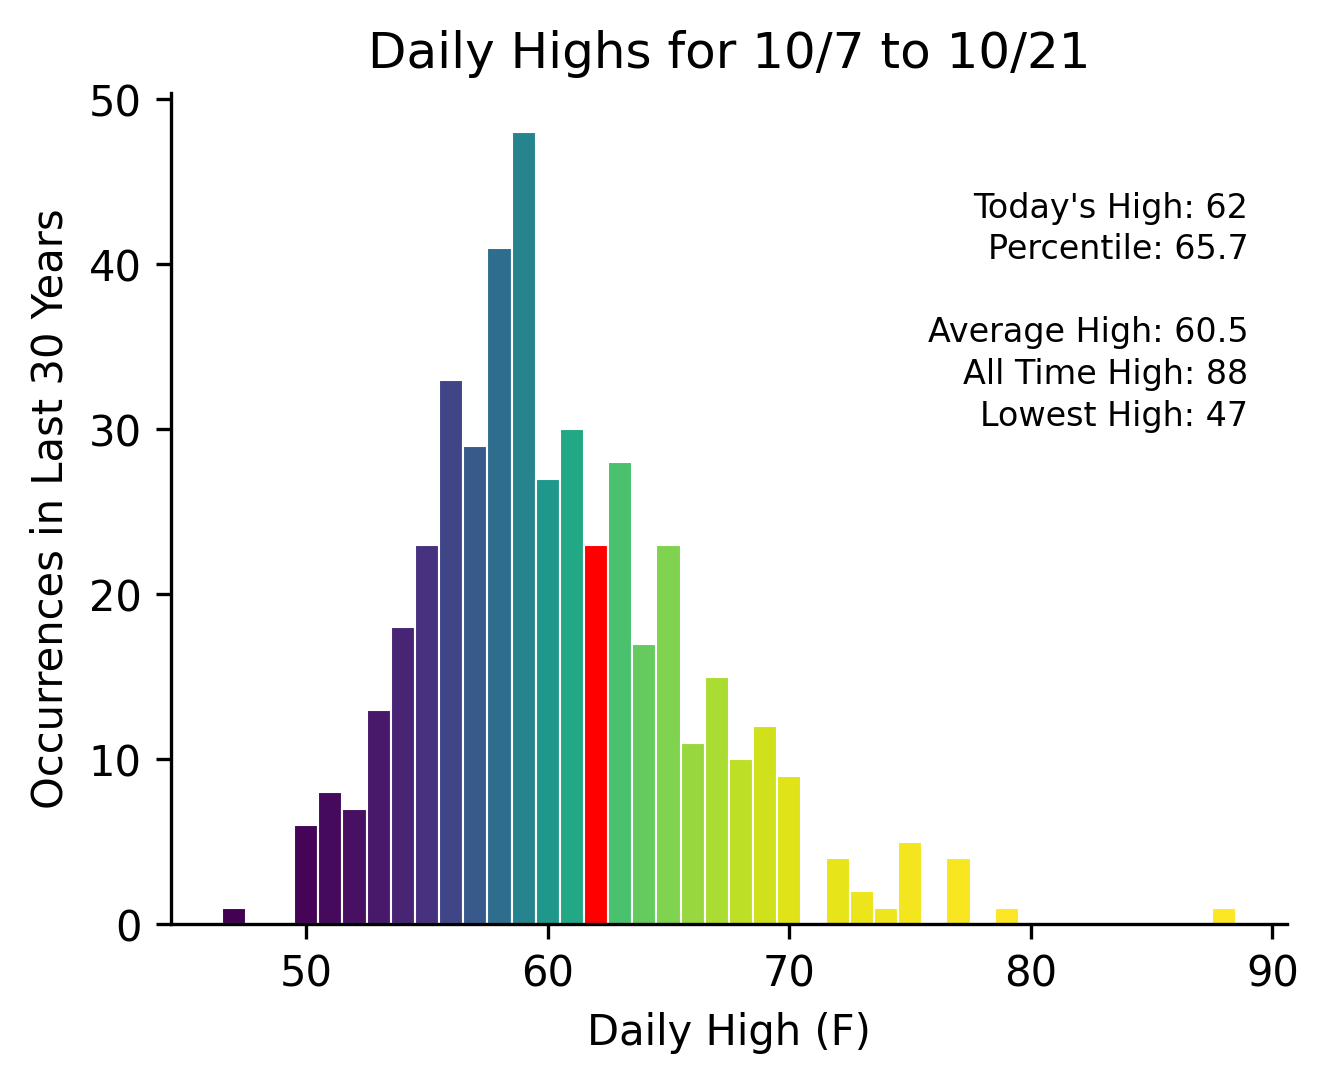 Daily Highs for 10/7 to 10/21
Occurrences in Last 30 Years
50
40
30
20
10
0
Today's High: 62
Percentile: 65.7
Average High: 60.5
All Time High: 88
Lowest High: 47
50 60 70 80 90
Daily High (F)